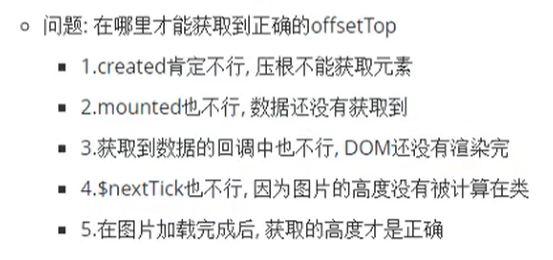 问题: 在哪里才能获取到正确的offsetTop
1.created肯定不行, 压根不能获取元素
2.mounted也不行, 数据还没有获取到
3.获取到数据的回调中也不行, DOM还没有渲染完
4.$nextTick也不行, 因为图片的高度没有被计算在类
5.在图片加载完成后, 获取的高度才是正确